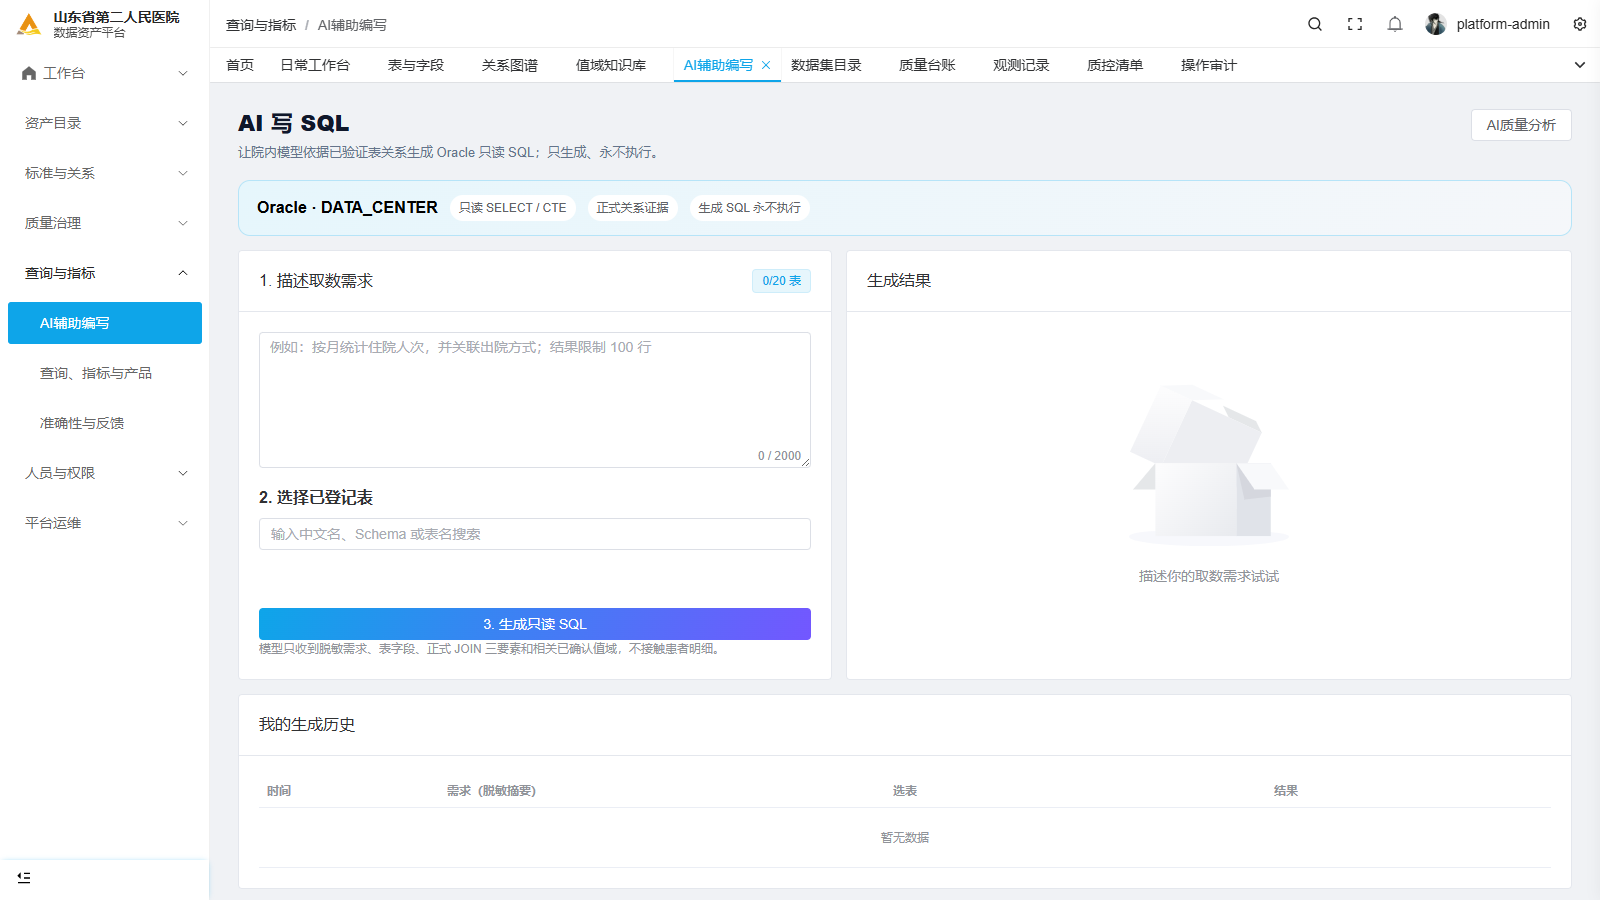 山东省第二人民医院
数据资产平台
工作台
资产目录
标准与关系
质量治理
查询与指标
AI辅助编写
查询、指标与产品
准确性与反馈
人员与权限
平台运维
查询与指标 / AI辅助编写
platform-admin
首页 日常工作台 表与字段 关系图谱 值域知识库 AI辅助编写 数据集目录 质量台账 观测记录 质控清单 操作审计
AI 写 SQL
AI质量分析
让院内模型依据已验证表关系生成 Oracle 只读 SQL；只生成、永不执行。
Oracle · DATA_CENTER 只读 SELECT / CTE 正式关系证据 生成 SQL 永不执行
1. 描述取数需求
0/20 表
例如：按月统计住院人次，并关联出院方式；结果限制 100 行
0 / 2000
2. 选择已登记表
输入中文名、Schema 或表名搜索
3. 生成只读 SQL
模型只收到脱敏需求、表字段、正式 JOIN 三要素和相关已确认值域，不接触患者明细。
生成结果
描述你的取数需求试试
我的生成历史
时间 需求（脱敏摘要） 选表 结果
暂无数据